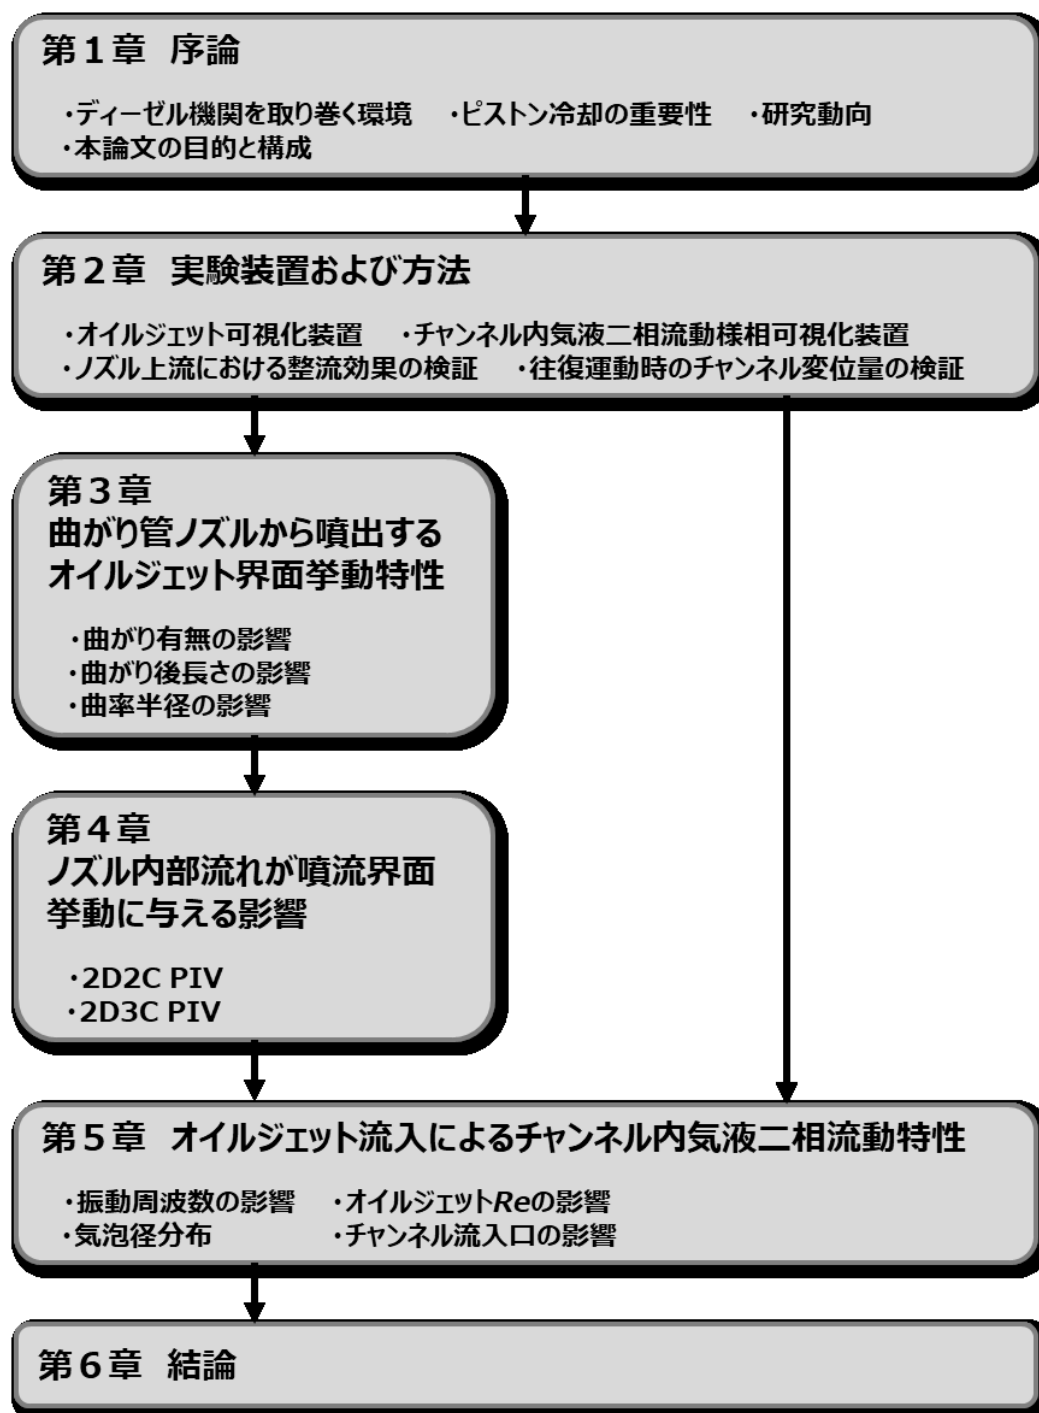 第１章 序論
・ディーゼル機関を取り巻く環境 ・ピストン冷却の重要性 ・研究動向
・本論文の目的と構成
第２章 実験装置および方法
・オイルジェット可視化装置 ・チャンネル内気液二相流動様相可視化装置
・ノズル上流における整流効果の検証 ・往復運動時のチャンネル変位量の検証
第３章
曲がり管ノズルから噴出する
オイルジェット界面挙動特性
・曲がり有無の影響
・曲がり後長さの影響
・曲率半径の影響
第４章
ノズル内部流れが噴流界面
挙動に与える影響
・2D2C PIV
・2D3C PIV
第５章 オイルジェット流入によるチャンネル内気液二相流動特性
・振動周波数の影響 ・オイルジェットReの影響
・気泡径分布 ・チャンネル流入口の影響
第６章 結論